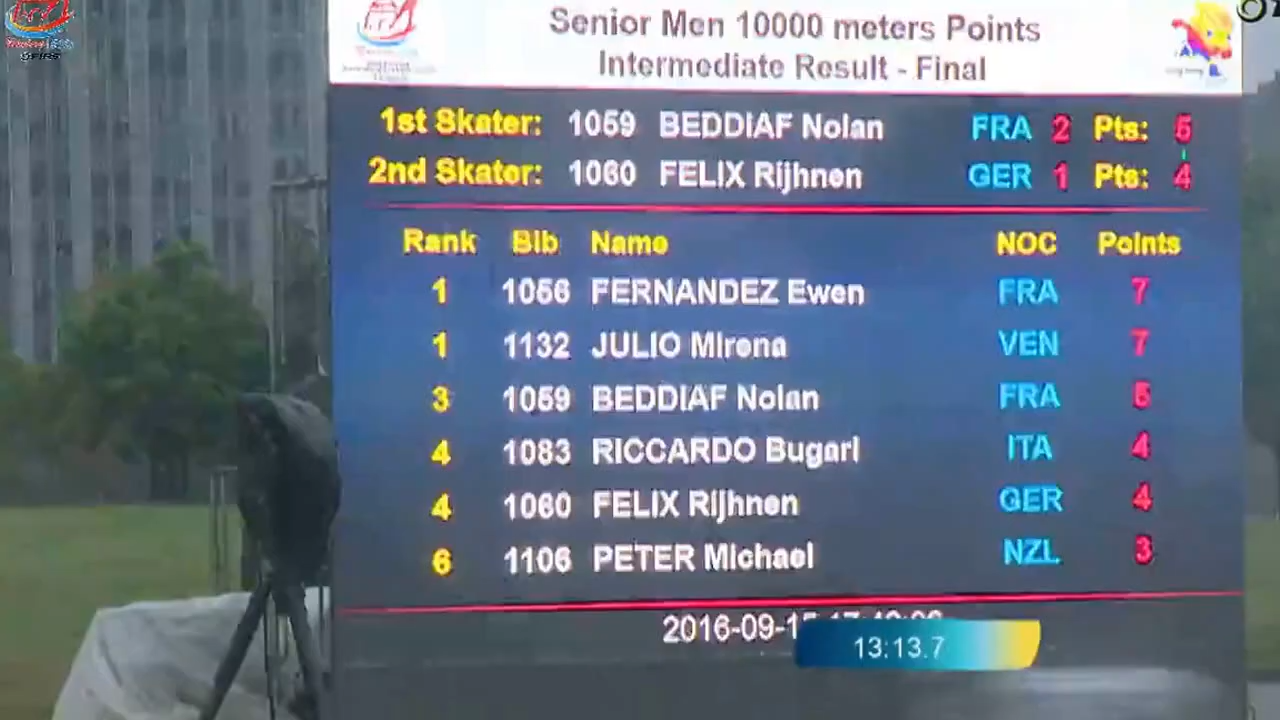 Senior Men 10000 meters Points
Intermediate Result - Final
1st Skater: 1059 BEDDIAF Nolan FRA 2 Pts: 5
2nd Skater: 1060 FELIX Rijhnen GER 1 Pts: 4
Rank Bib Name NOC Points
1 1056 FERNANDEZ Ewen FRA 7
1 1132 JULIO Mirena VEN 7
3 1059 BEDDIAF Nolan FRA 5
4 1083 RICCARDO Bugari ITA 4
4 1060 FELIX Rijhnen GER 4
6 1106 PETER Michael NZL 3
2016-09-15
13:13.7